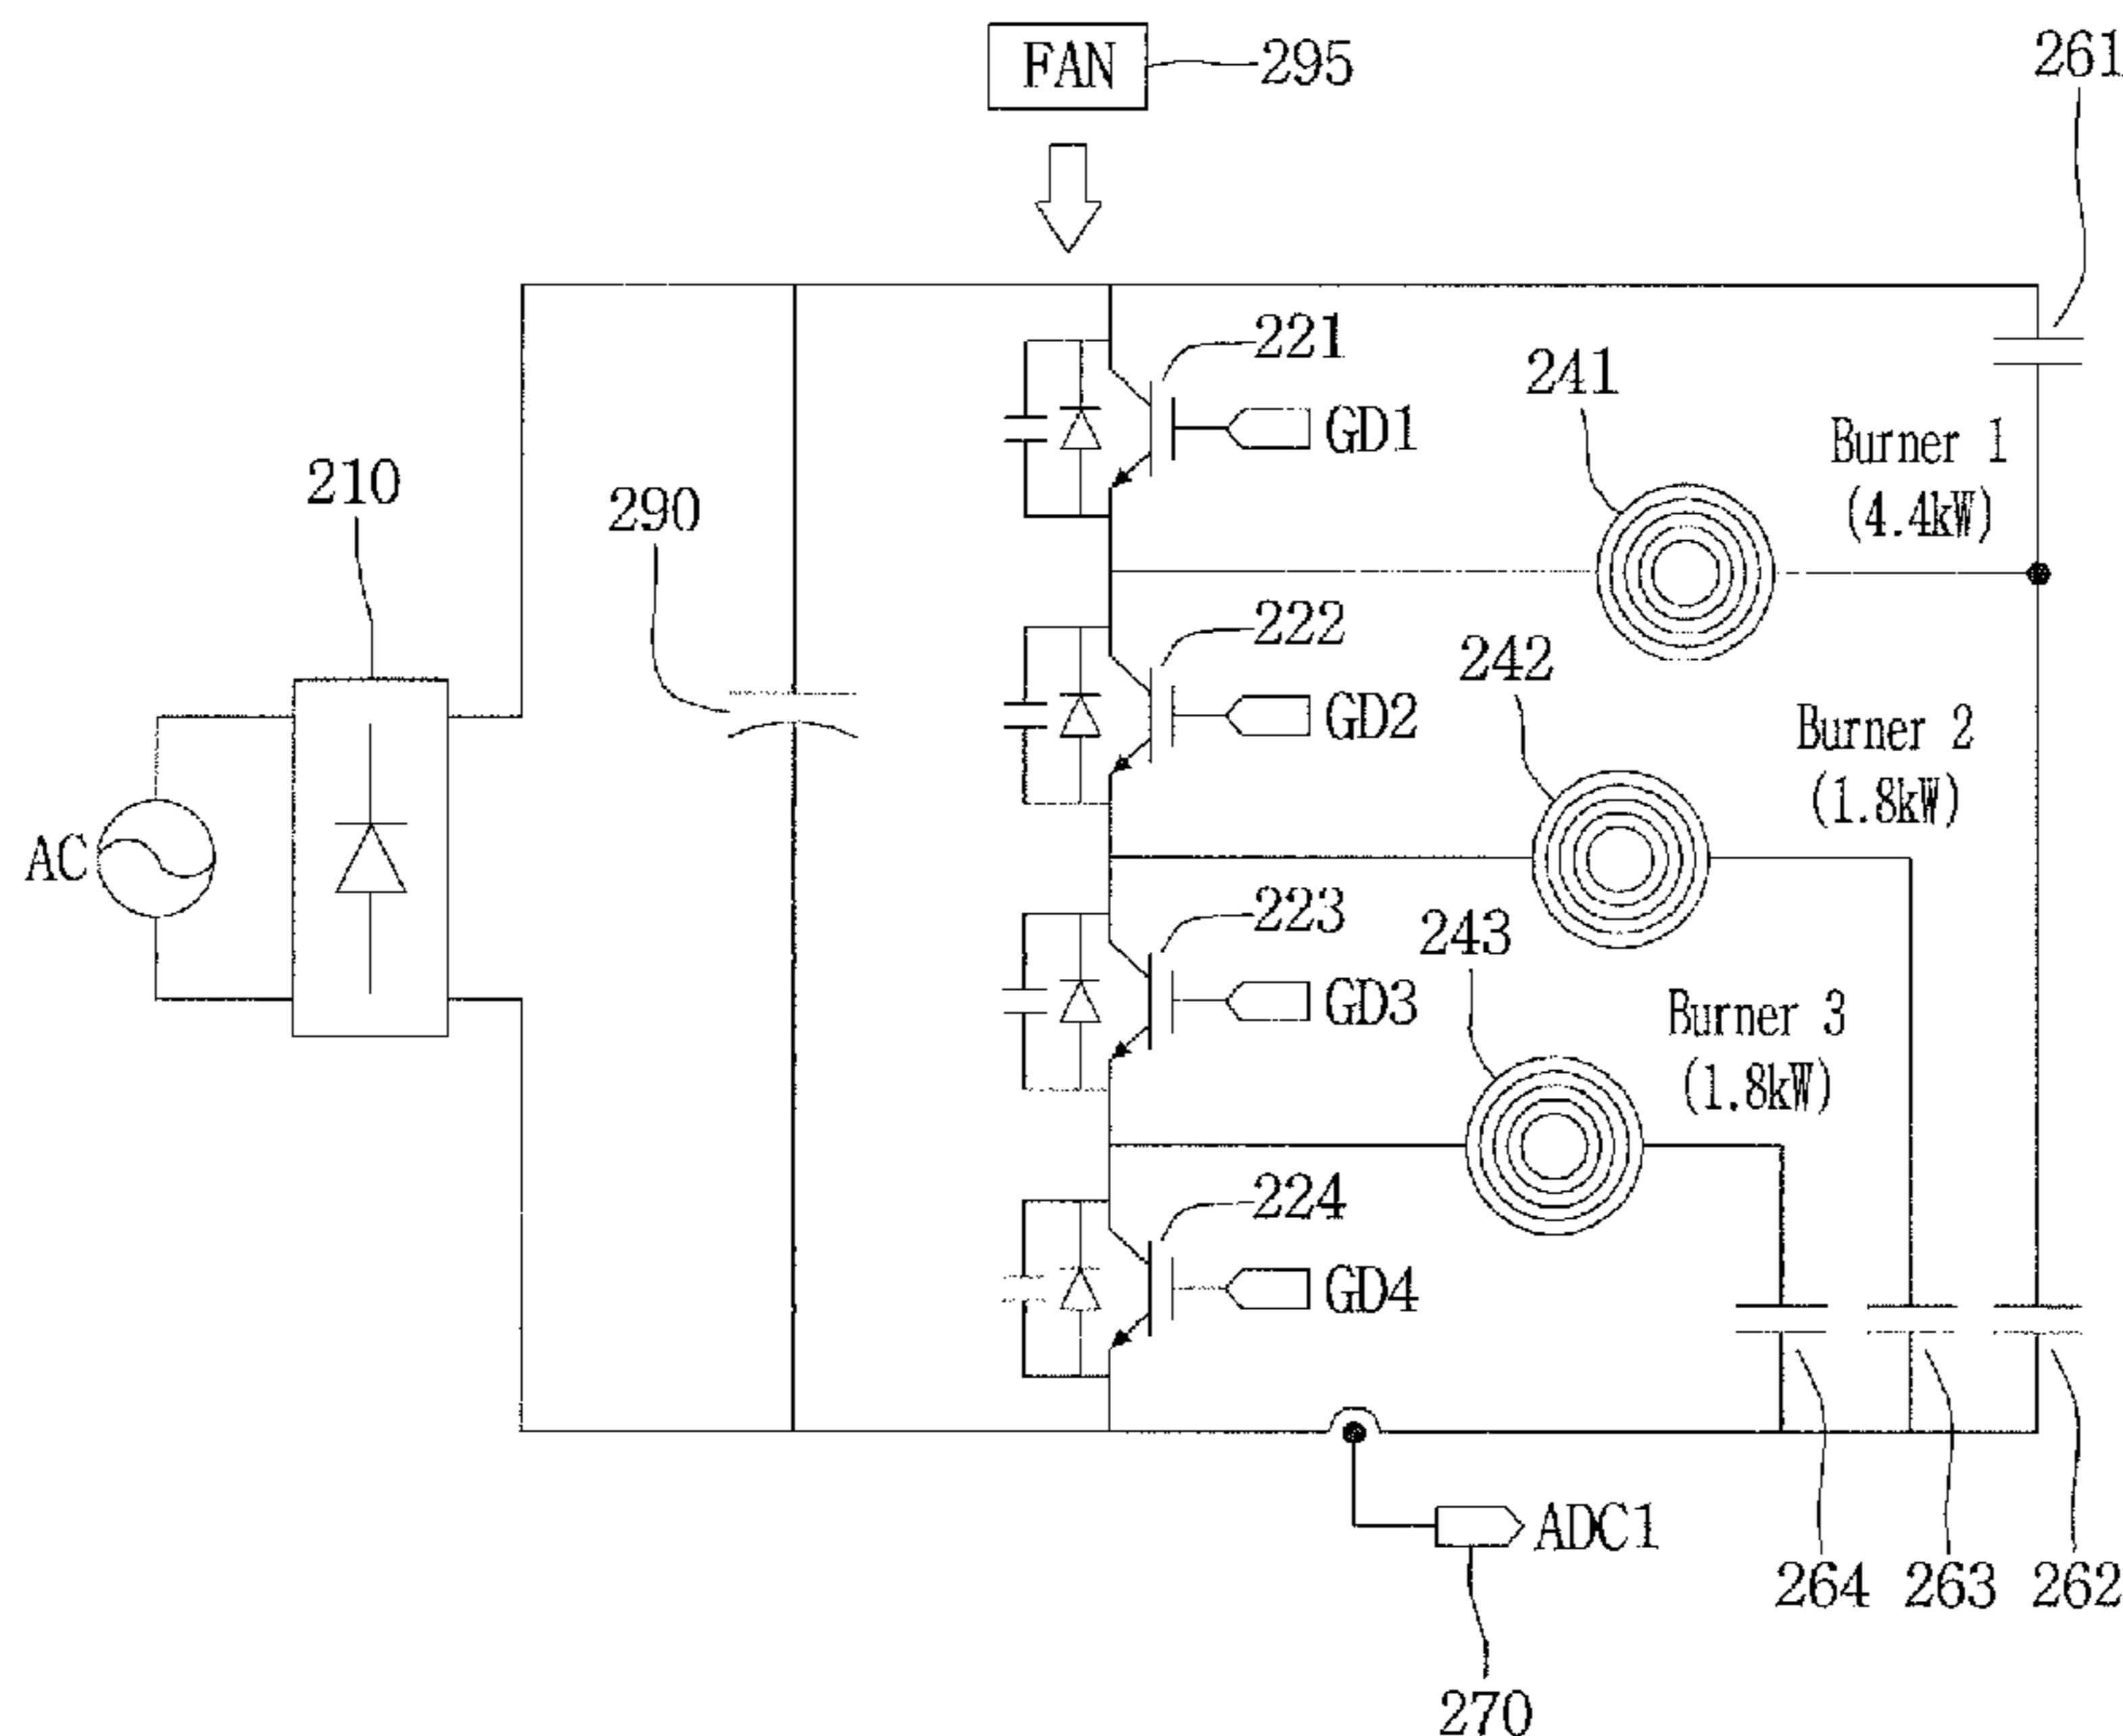 FAN
295
261
221
GD1
241
Burner 1
(4.4kW)
210
290
222
GD2
242
Burner 2
(1.8kW)
AC
223
GD3
243
Burner 3
(1.8kW)
224
GD4
ADC1
264
263
262
270